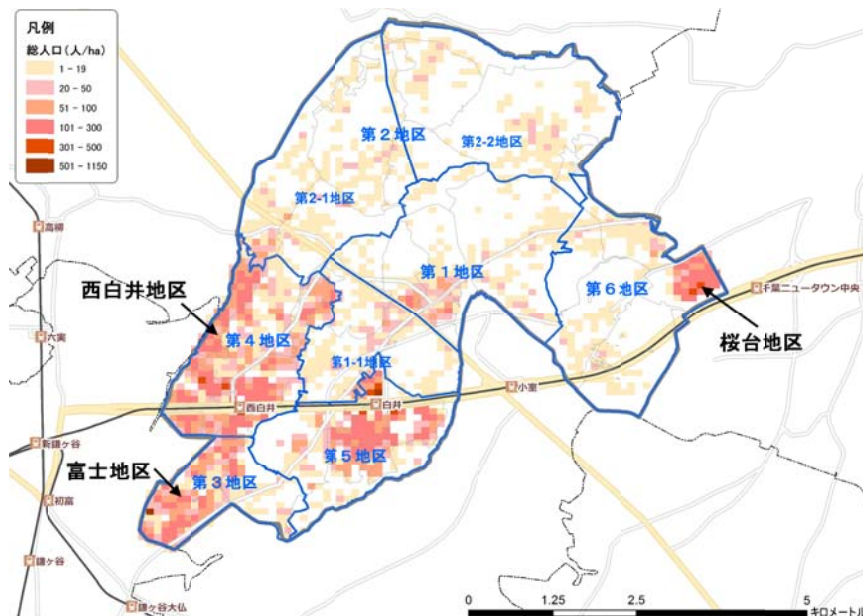 凡例
総人口(人/ha)
1 - 19
20 - 50
51 - 100
101 - 300
301 - 500
501 - 1150
第2地区
第2-2地区
第2-1地区
高柳
第1地区
第6地区
千葉ニュータウン中央
西白井地区
桜台地区
六実
第4地区
第1-1地区
小室
西白井
白井
新鎌ヶ谷
第5地区
富士地区
第3地区
初富
鎌ヶ谷
鎌ヶ谷大仏
0 1.25 2.5 5
キロメートル